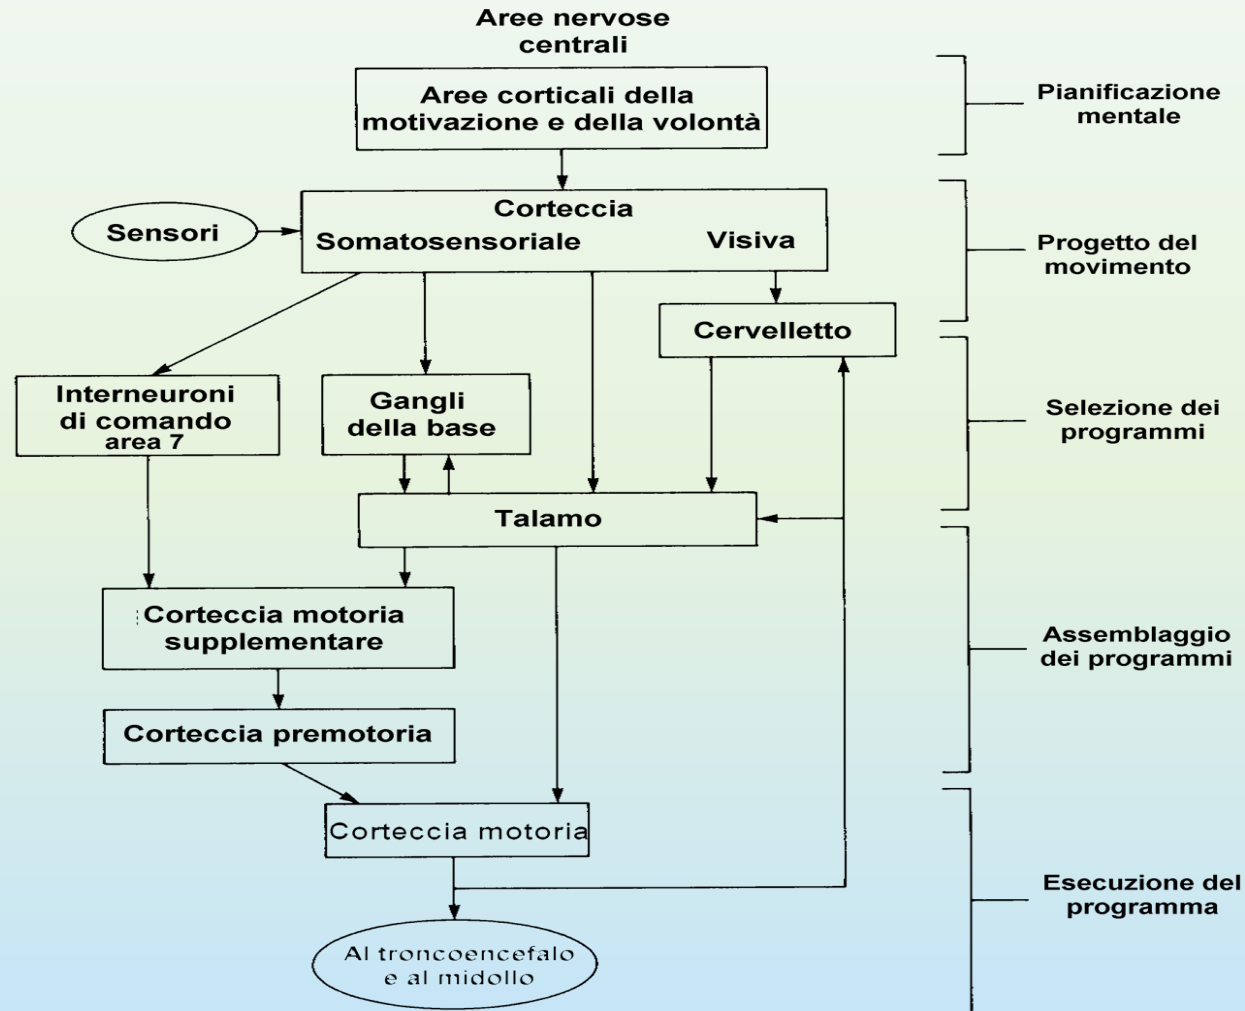 Aree nervose
centrali
Aree corticali della
motivazione e della volontà
Pianificazione
mentale
Corteccia
Sensori
Somatosensoriale Visiva
Progetto del
movimento
Cervelletto
Interneuroni
di comando
area 7
Gangli
della base
Selezione dei
programmi
Talamo
Corteccia motoria
supplementare
Assemblaggio
dei programmi
Corteccia premotoria
Corteccia motoria
Esecuzione del
programma
Al troncoencefalo
e al midollo